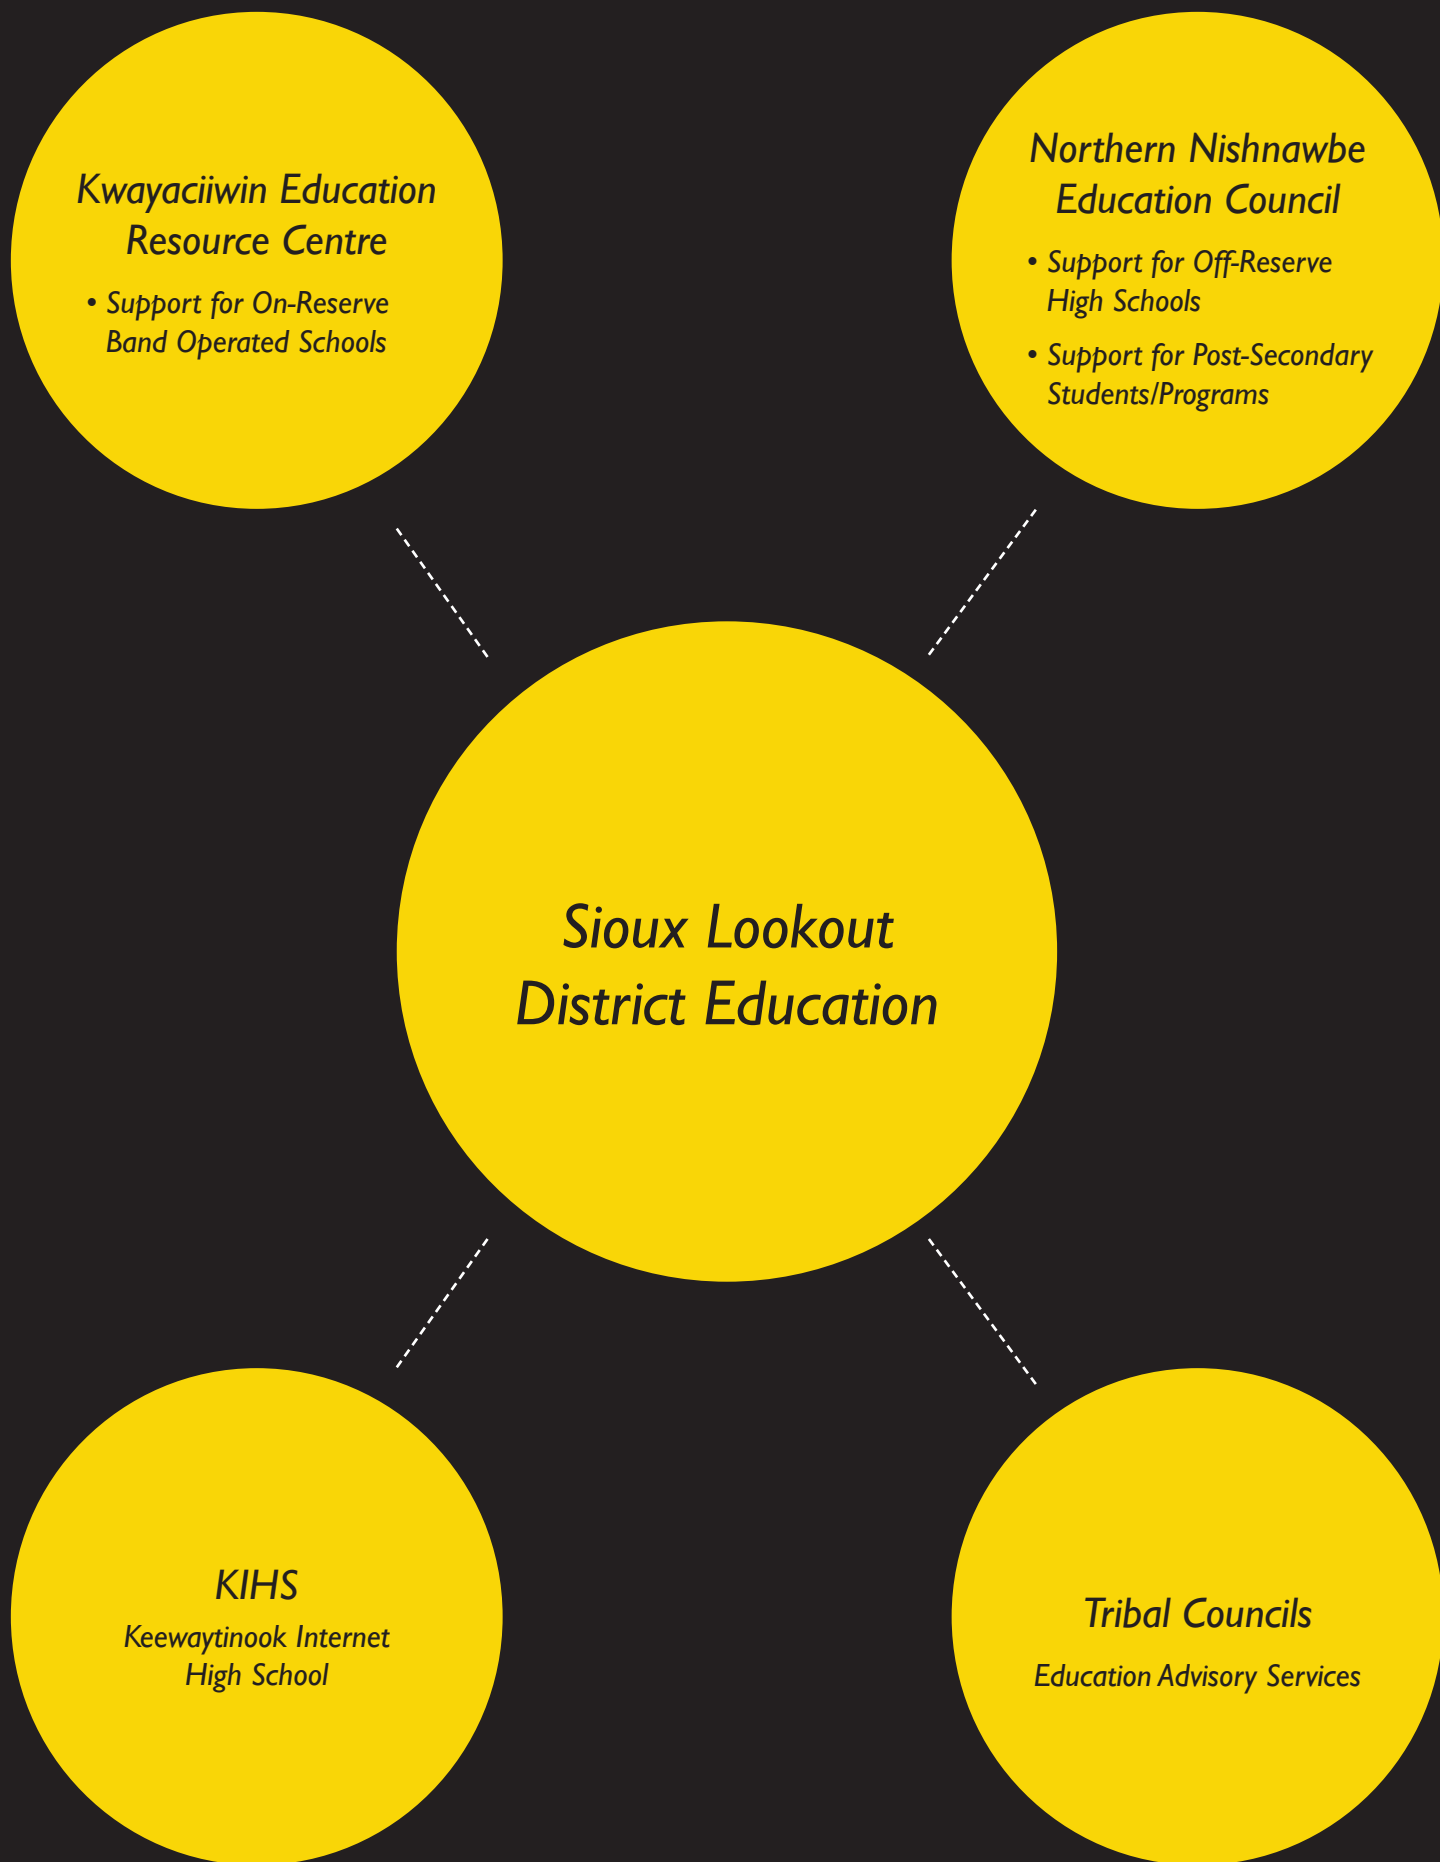 Kwayaciiwin Education
Resource Centre
• Support for On-Reserve
Band Operated Schools
Northern Nishnawbe
Education Council
• Support for Off-Reserve
High Schools
• Support for Post-Secondary
Students/Programs
Sioux Lookout
District Education
KIHS
Keewaytinook Internet
High School
Tribal Councils
Education Advisory Services